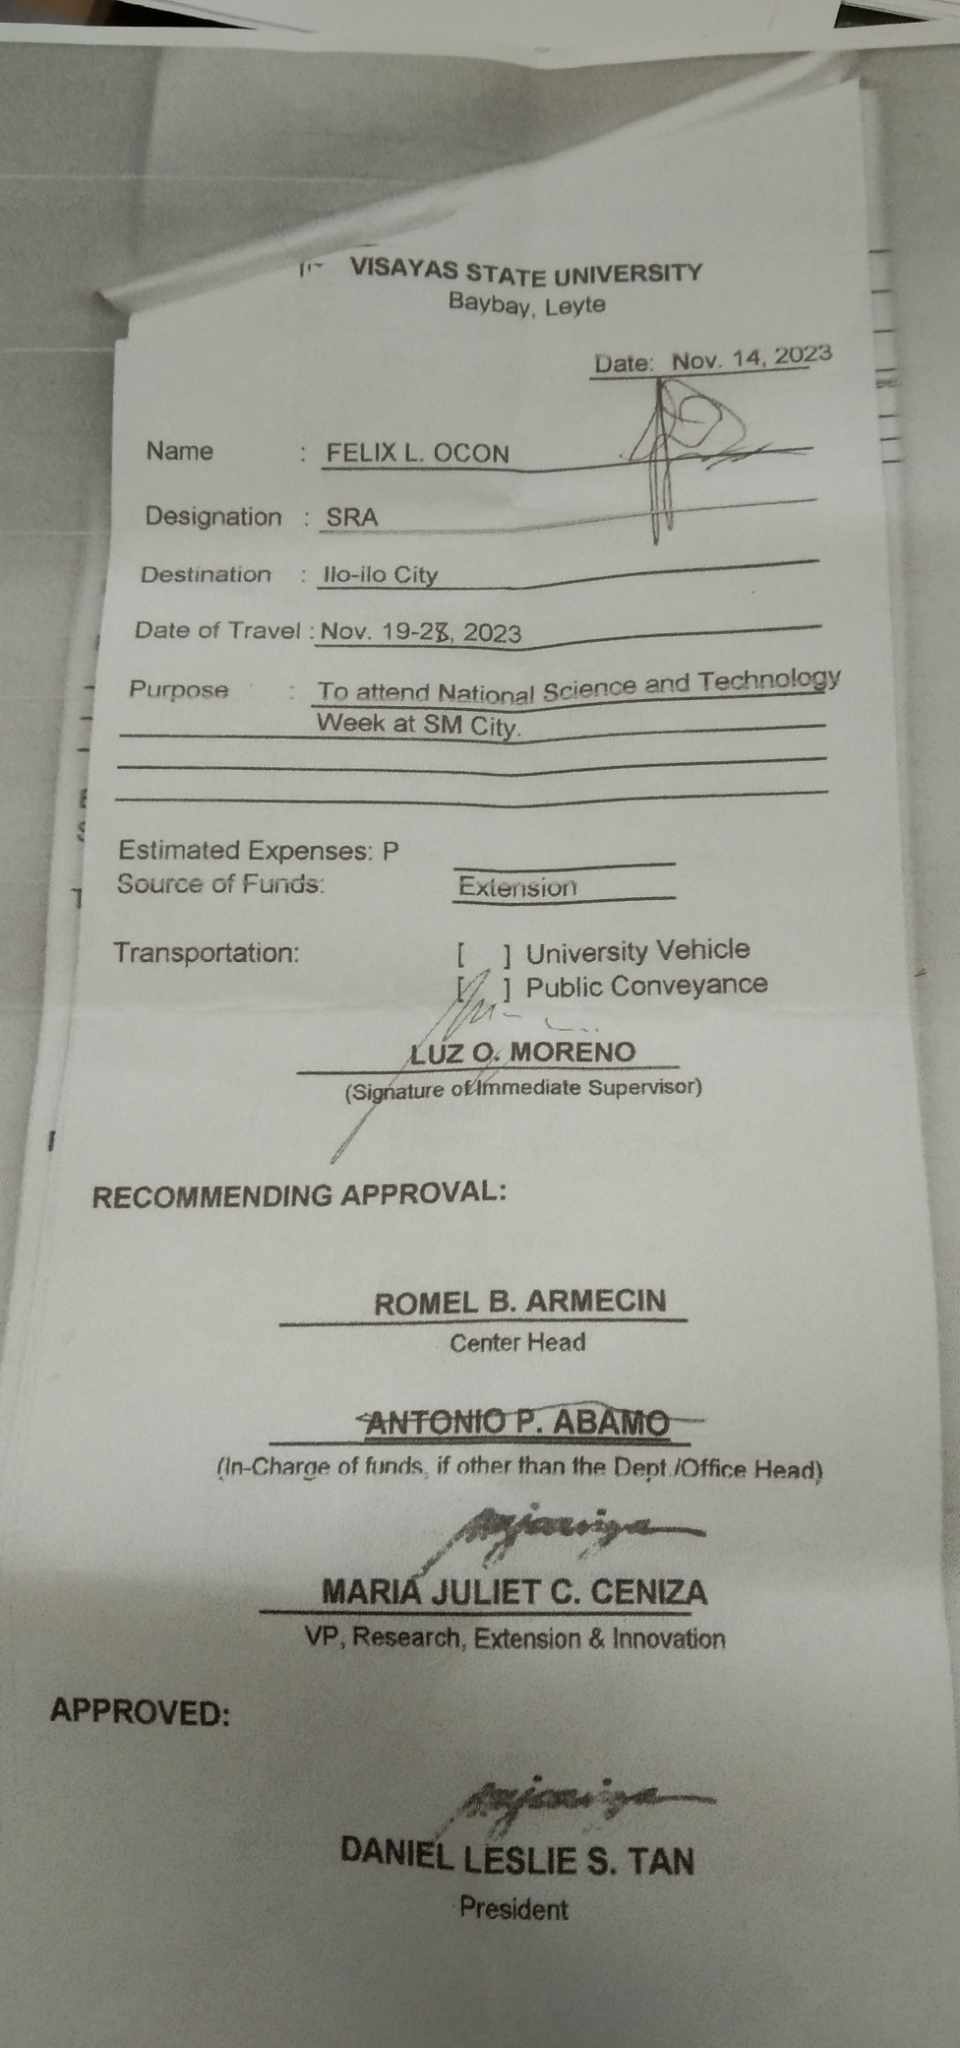 VISAYAS STATE UNIVERSITY
Baybay, Leyte
Date: Nov. 14, 2023
Name : FELIX L. OCON
Designation : SRA
Destination : Ilo-ilo City
Date of Travel : Nov. 19-28, 2023
Purpose : To attend National Science and Technology
Week at SM City.
Estimated Expenses: P
Source of Funds: Extension
Transportation: [ ] University Vehicle
[ ] Public Conveyance
LUZ O. MORENO
(Signature of Immediate Supervisor)
RECOMMENDING APPROVAL:
ROMEL B. ARMECIN
Center Head
ANTONIO P. ABAMO
(In-Charge of funds, if other than the Dept./Office Head)
MARIA JULIET C. CENIZA
VP, Research, Extension & Innovation
APPROVED:
DANIEL LESLIE S. TAN
President